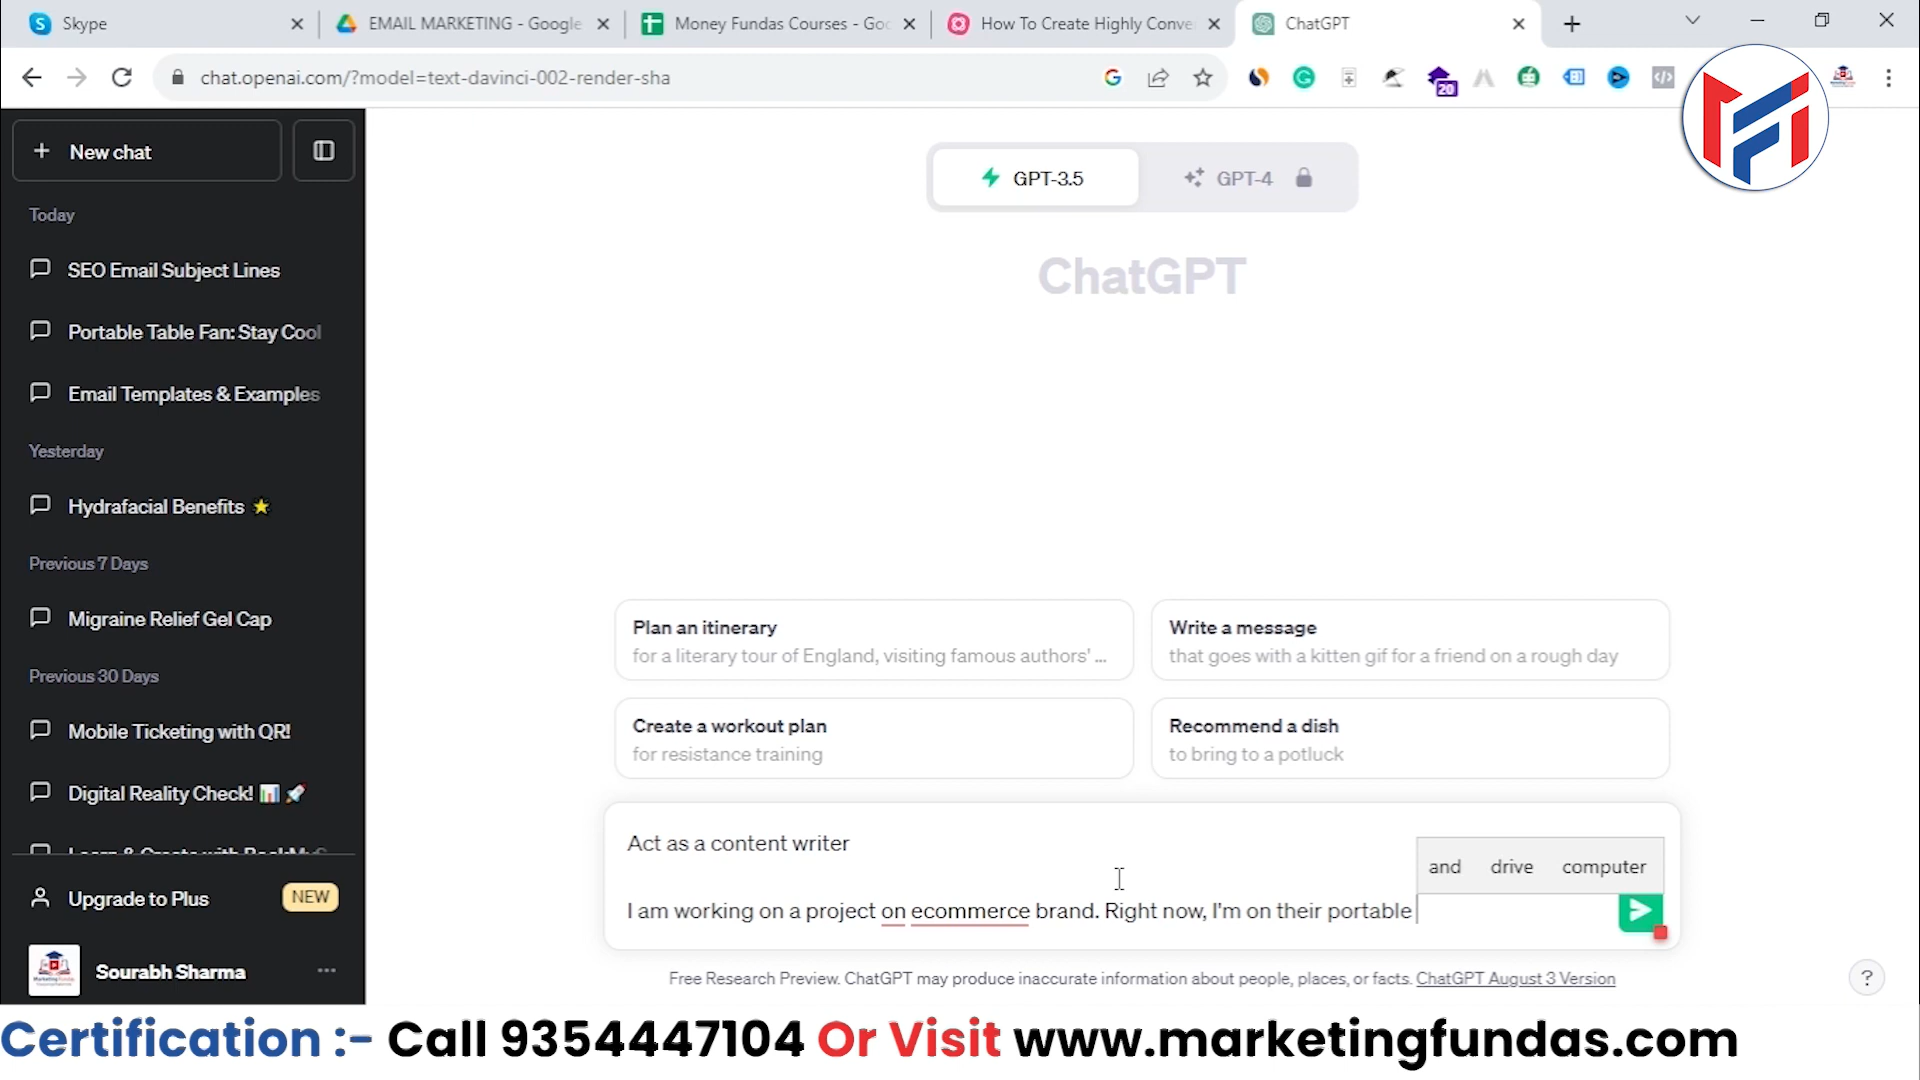 Skype
EMAIL MARKETING - Google
Money Fundas Courses - Goo
How To Create Highly Conve
ChatGPT
chat.openai.com/?model=text-davinci-002-render-sha
20
New chat
Today
SEO Email Subject Lines
Portable Table Fan: Stay Cool
Email Templates & Examples
Yesterday
Hydrafacial Benefits ⭐
Previous 7 Days
Migraine Relief Gel Cap
Previous 30 Days
Mobile Ticketing with QR!
Digital Reality Check! 📊 🚀
Upgrade to Plus
NEW
Sourabh Sharma
GPT-3.5
GPT-4
ChatGPT
Plan an itinerary
for a literary tour of England, visiting famous authors' ...
Write a message
that goes with a kitten gif for a friend on a rough day
Create a workout plan
for resistance training
Recommend a dish
to bring to a potluck
Act as a content writer
and drive computer
I am working on a project on ecommerce brand. Right now, I'm on their portable
Free Research Preview. ChatGPT may produce inaccurate information about people, places, or facts. ChatGPT August 3 Version
?
Certification :- Call 9354447104 Or Visit www.marketingfundas.com